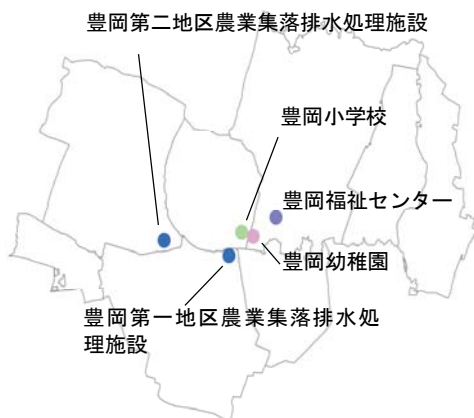 豊岡第二地区農業集落排水処理施設
豊岡小学校
豊岡福祉センター
豊岡幼稚園
豊岡第一地区農業集落排水処
理施設